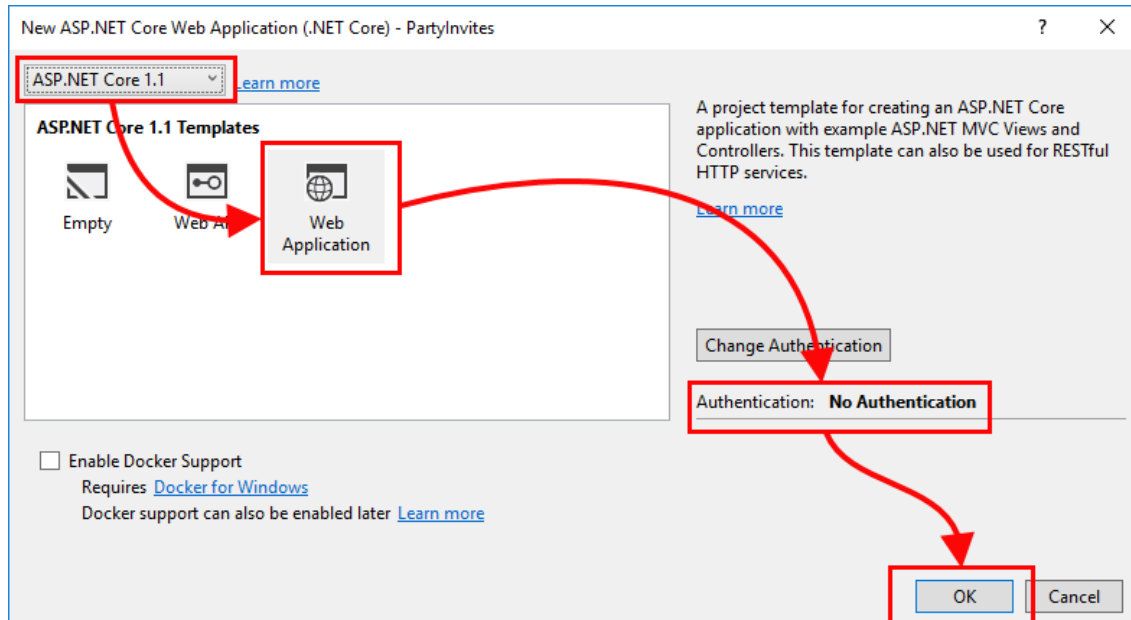 New ASP.NET Core Web Application (.NET Core) - PartyInvites
ASP.NET Core 1.1
Learn more
ASP.NET Core 1.1 Templates
Empty
Web API
Web
Application
A project template for creating an ASP.NET Core
application with example ASP.NET MVC Views and
Controllers. This template can also be used for RESTful
HTTP services.
Learn more
Change Authentication
Authentication: No Authentication
Enable Docker Support
Requires Docker for Windows
Docker support can also be enabled later Learn more
OK
Cancel